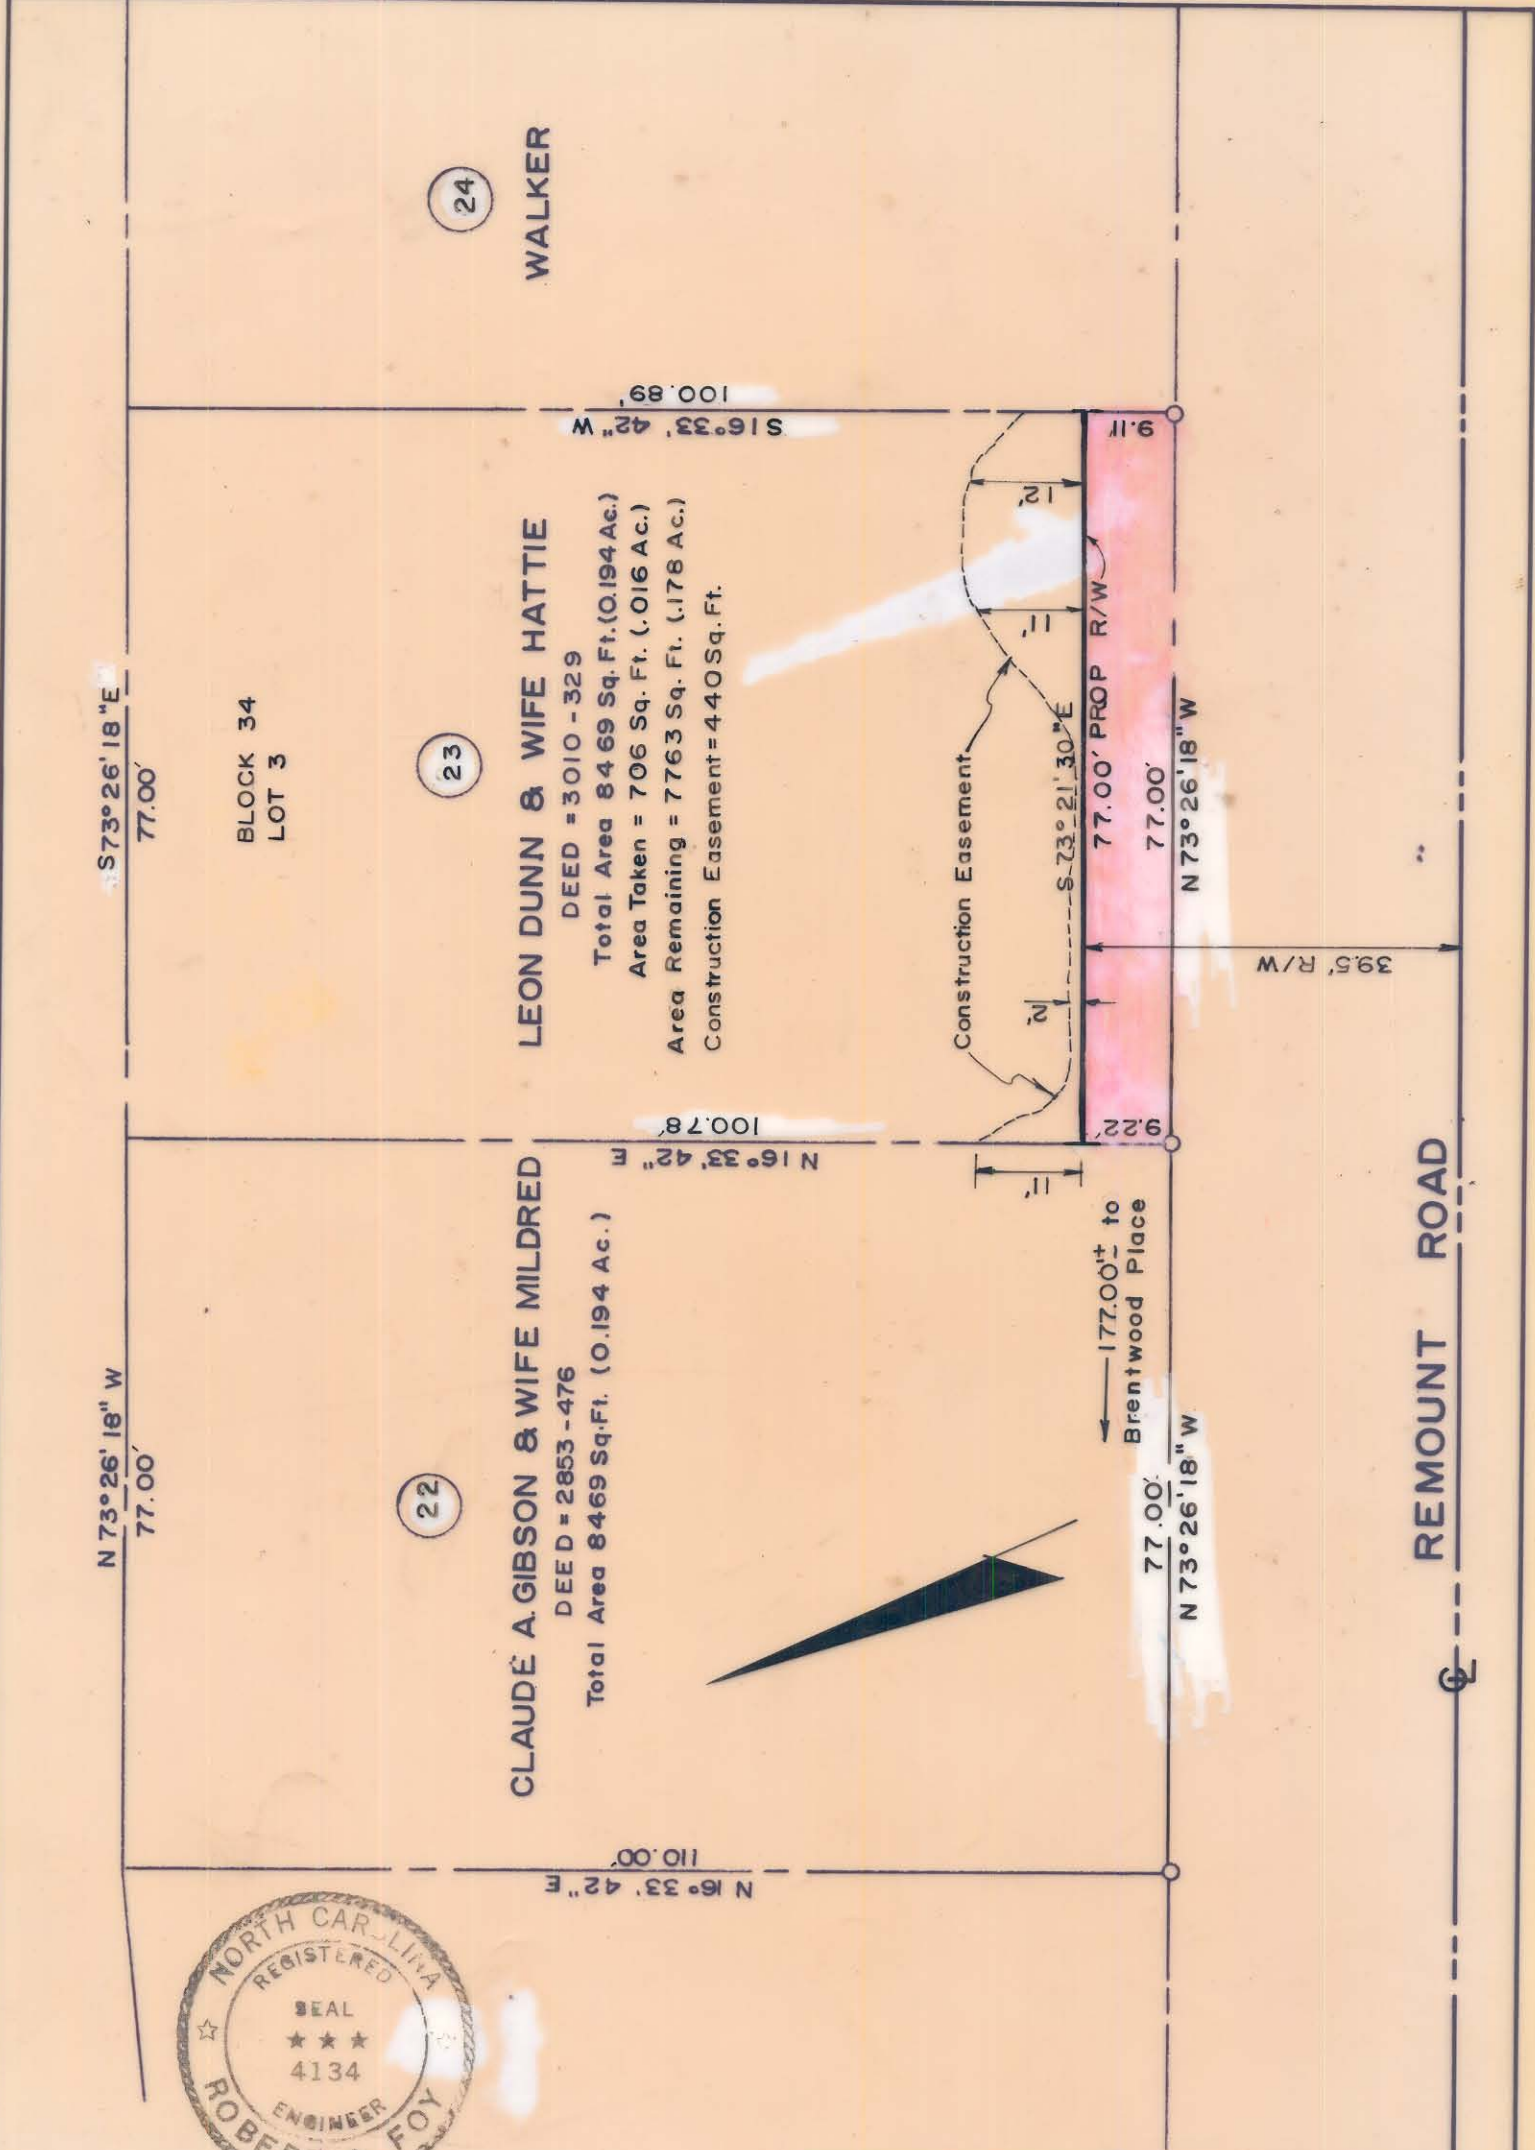 N 73° 26' 18" W
77.00'
S73° 26' 18" E
77.00'
BLOCK 34
LOT 3
22
23
24
CLAUDE A. GIBSON & WIFE MILDRED
DEED = 2853-476
Total Area 8469 Sq. Ft. (0.194 Ac.)
LEON DUNN & WIFE HATTIE
DEED = 3010-329
Total Area 8469 Sq. Ft. (0.194 Ac.)
Area Taken = 706 Sq. Ft. (.016 Ac.)
Area Remaining = 7763 Sq. Ft. (.178 Ac.)
Construction Easement = 440 Sq. Ft.
WALKER
N 16° 33' 42" E
110.00'
N 16° 33' 42" E
100.78'
S 16° 33' 42" W
100.89'
Construction Easement
11'
2'
11'
12'
S 73° 21' 30" E
77.00' PROP R/W
9.22'
9.11'
77.00'
N 73° 26' 18" W
177.00'± to
Brentwood Place
77.00'
N 73° 26' 18" W
39.5' R/W
REMOUNT ROAD
℄
NORTH CAROLINA
REGISTERED
SEAL
4134
ENGINEER
FOY